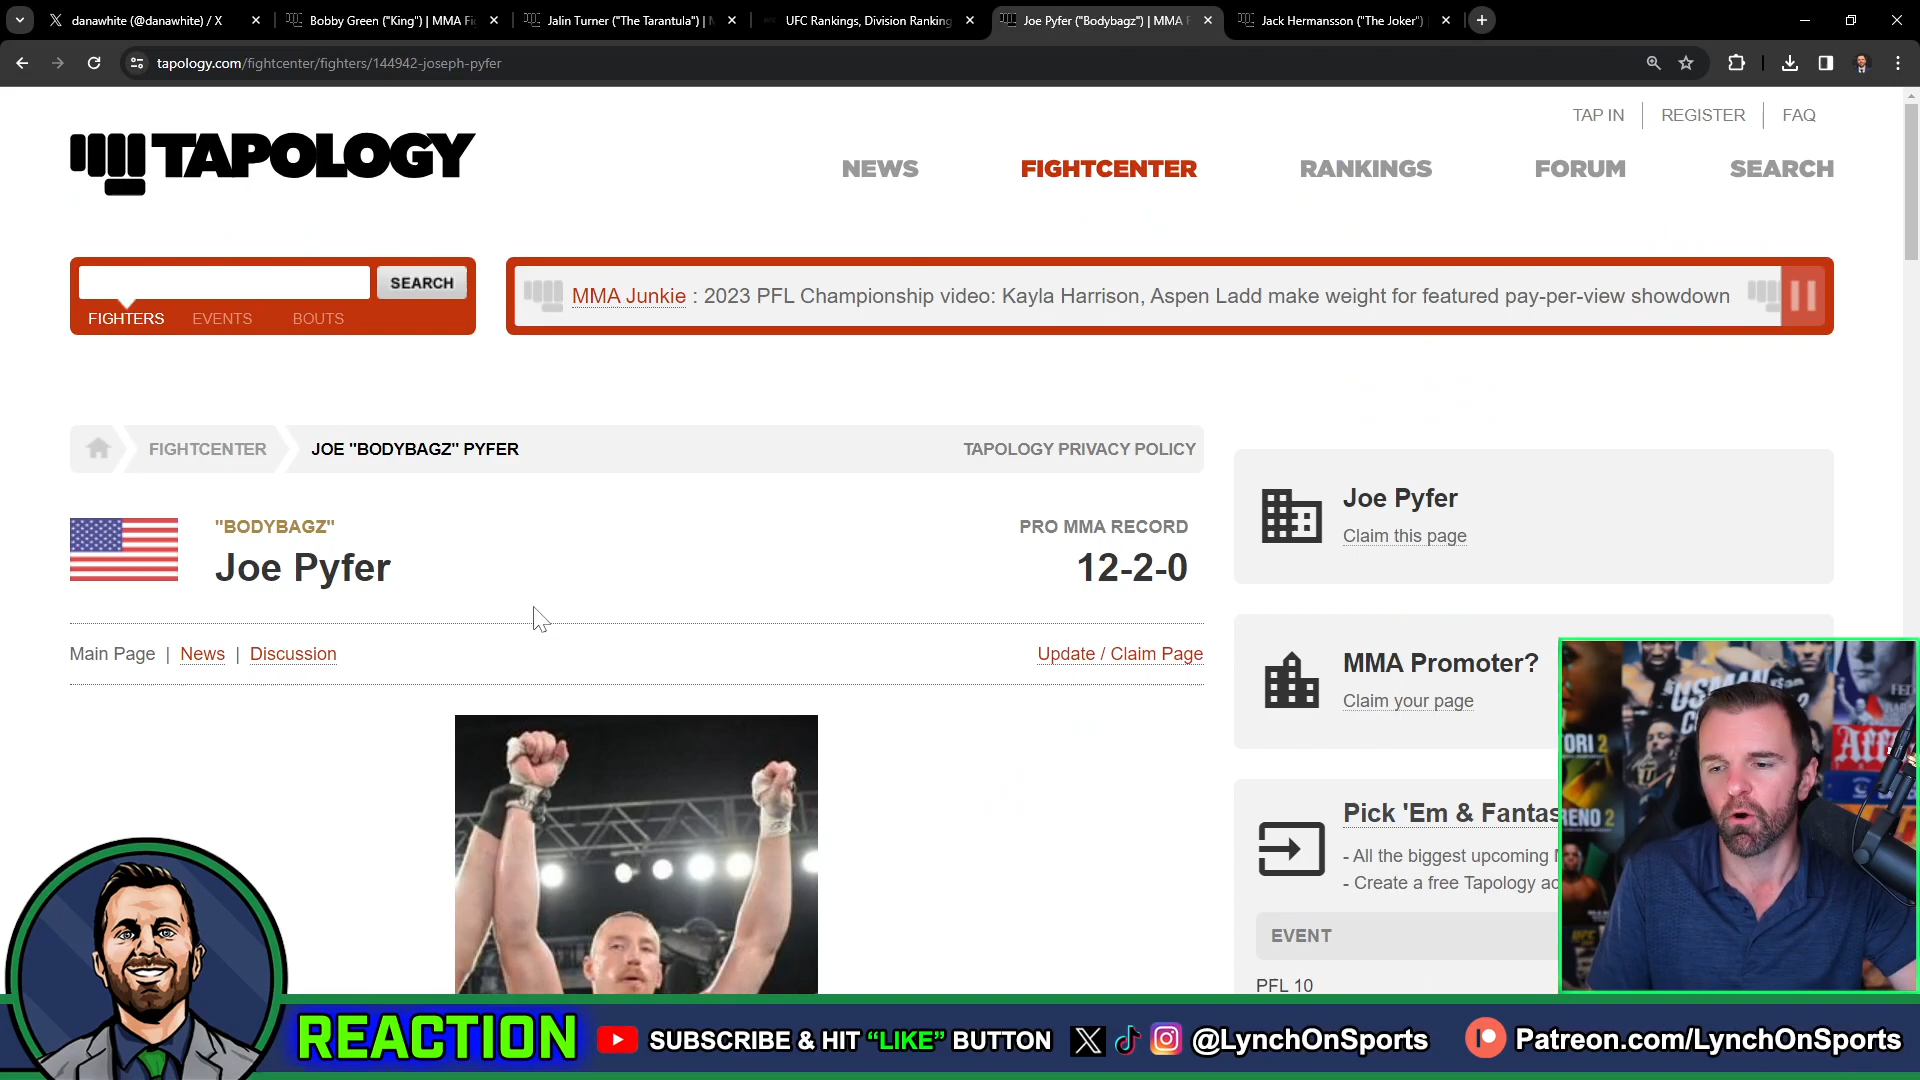 danawhite (@danawhite) / X
Bobby Green ("King") | MMA Fi
Jalin Turner ("The Tarantula") |
UFC Rankings, Division Ranking
Joe Pyfer ("Bodybagz") | MMA F
Jack Hermansson ("The Joker")
tapology.com/fightcenter/fighters/144942-joseph-pyfer
TAP IN
REGISTER
FAQ
TAPOLOGY
NEWS
FIGHTCENTER
RANKINGS
FORUM
SEARCH
SEARCH
FIGHTERS
EVENTS
BOUTS
MMA Junkie : 2023 PFL Championship video: Kayla Harrison, Aspen Ladd make weight for featured pay-per-view showdown
FIGHTCENTER
JOE "BODYBAGZ" PYFER
TAPOLOGY PRIVACY POLICY
"BODYBAGZ"
Joe Pyfer
PRO MMA RECORD
12-2-0
Main Page | News | Discussion
Update / Claim Page
Joe Pyfer
Claim this page
MMA Promoter?
Claim your page
Pick 'Em & Fantas
- All the biggest upcoming
- Create a free Tapology ac
EVENT
PFL 10
USMAN
TORI 2
RENO 2
REACTION
SUBSCRIBE & HIT "LIKE" BUTTON
@LynchOnSports
Patreon.com/LynchOnSports